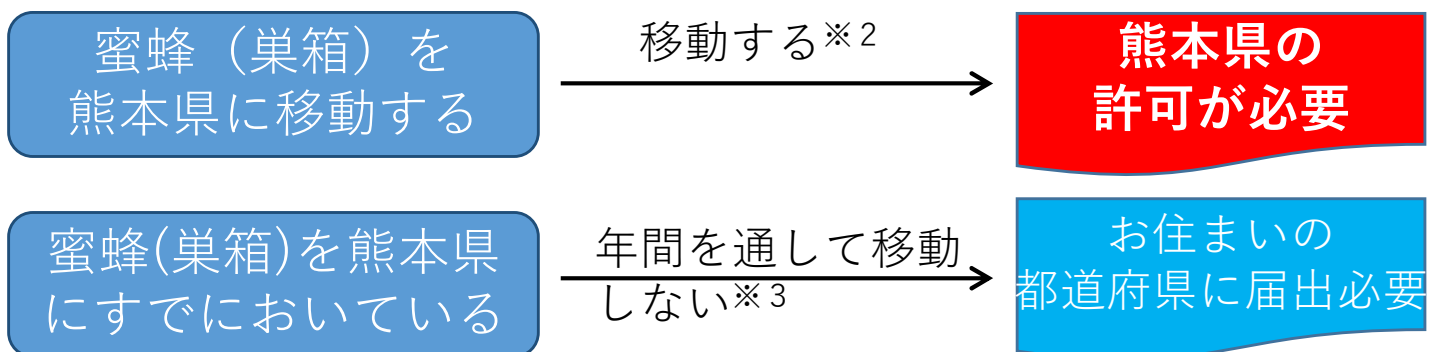 蜜蜂（巣箱）を
熊本県に移動する
移動する※２
熊本県の
許可が必要
蜜蜂(巣箱)を熊本県
にすでにおいている
年間を通して移動
しない※３
お住まいの
都道府県に届出必要